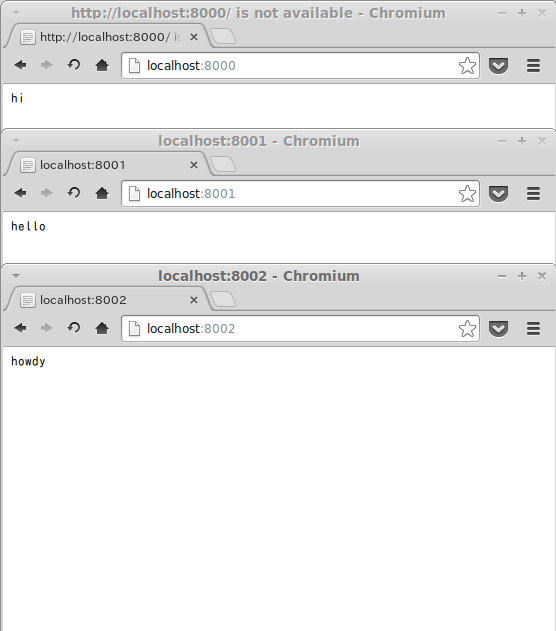 http://localhost:8000/ is not available - Chromium
http://localhost:8000/ i
localhost:8000
hi
localhost:8001 - Chromium
localhost:8001
localhost:8001
hello
localhost:8002 - Chromium
localhost:8002
localhost:8002
howdy